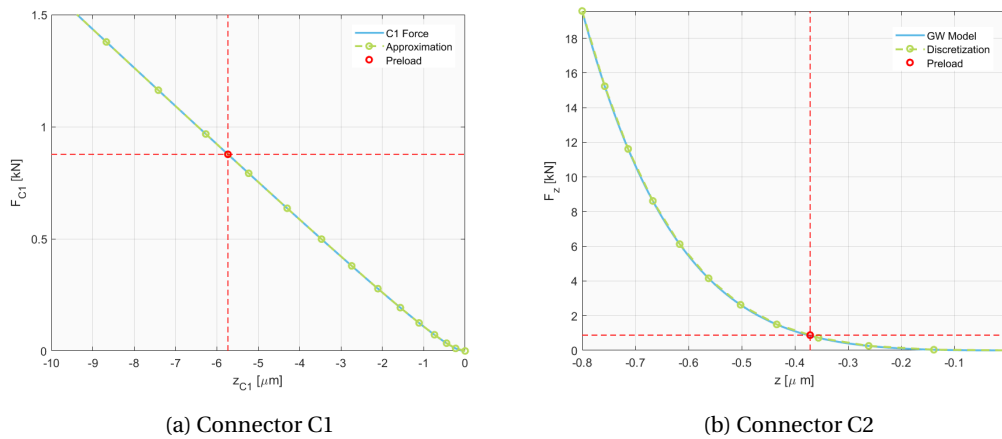 1.5
1
0.5
0
F_C1 [kN]
C1 Force
Approximation
Preload
-10 -9 -8 -7 -6 -5 -4 -3 -2 -1 0
z_C1 [μm]
(a) Connector C1
18
16
14
12
10
8
6
4
2
0
F_z [kN]
GW Model
Discretization
Preload
-0.8 -0.7 -0.6 -0.5 -0.4 -0.3 -0.2 -0.1
z [μ m]
(b) Connector C2